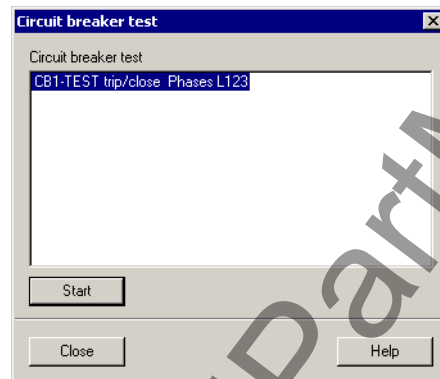 Circuit breaker test
Circuit breaker test
CB1-TEST trip/close Phases L123
Start
Close
Help